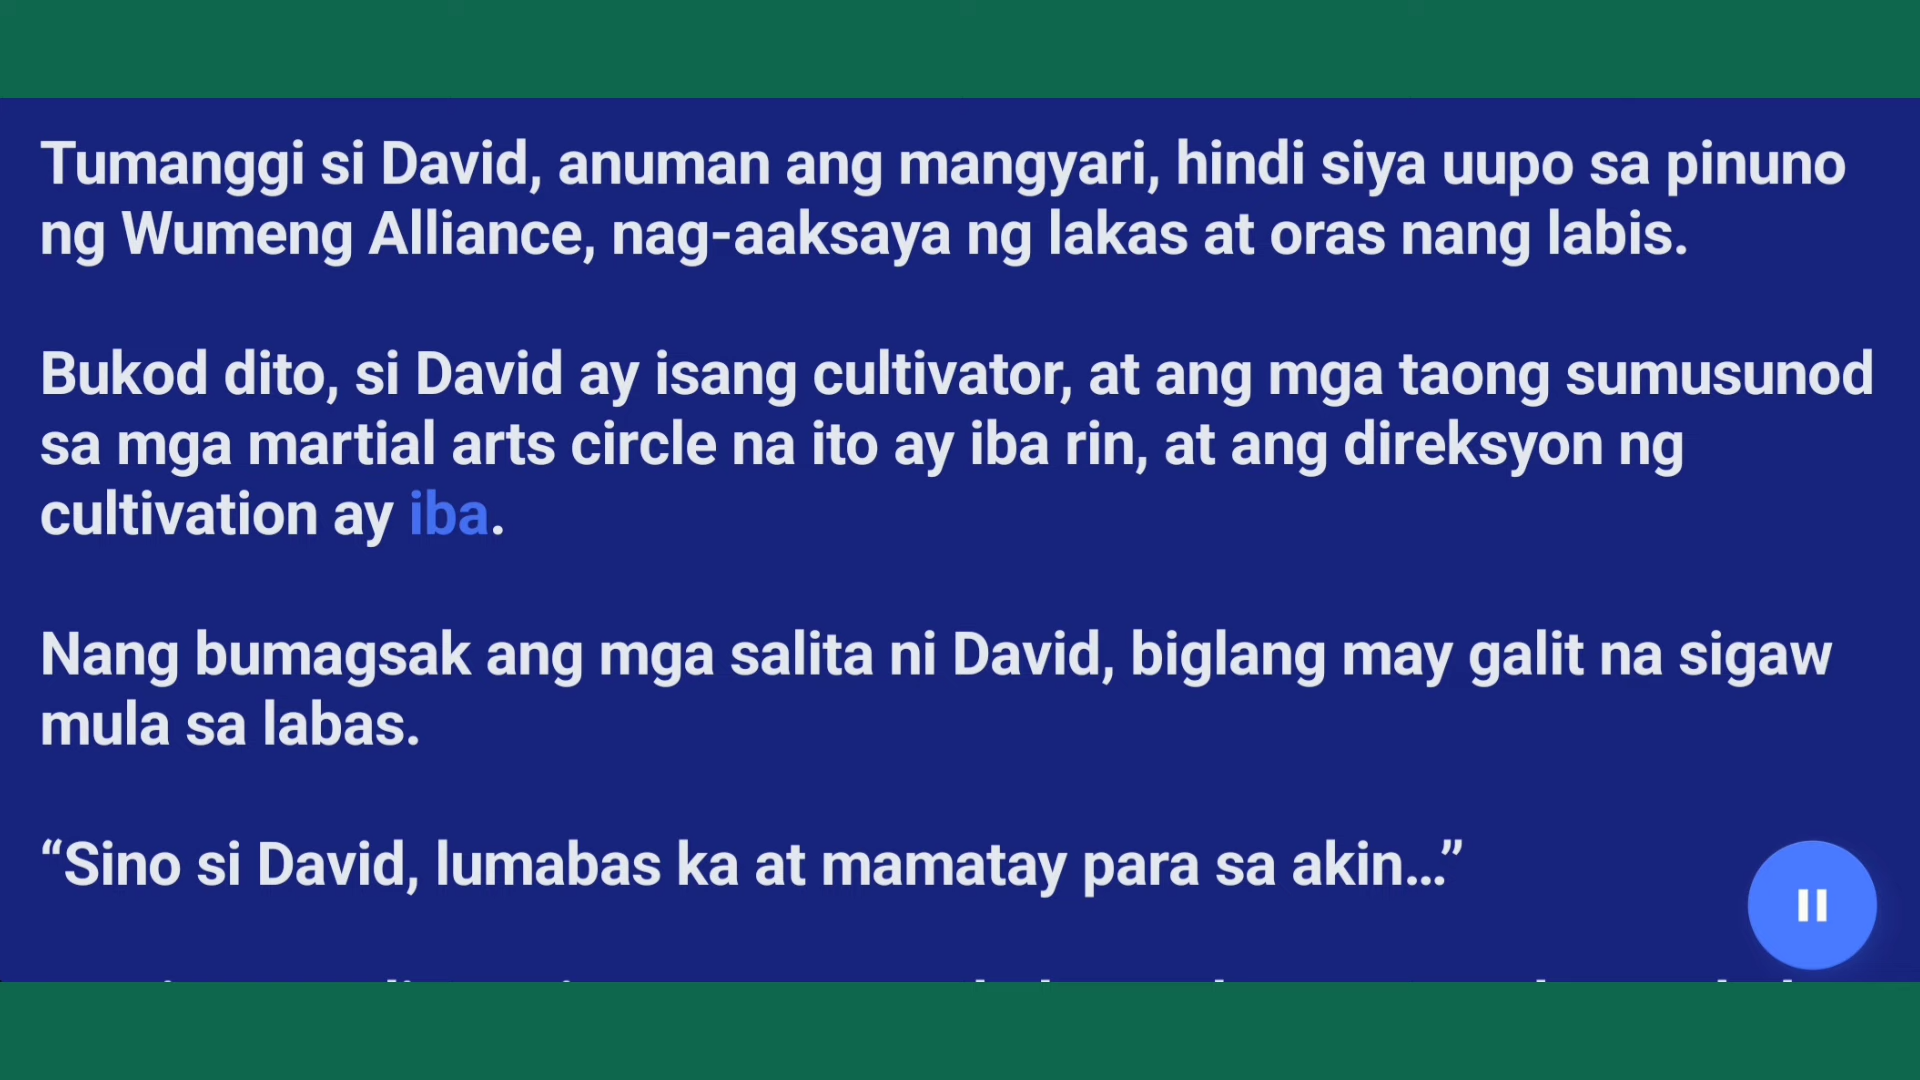 Tumanggi si David, anuman ang mangyari, hindi siya uupo sa pinuno
ng Wumeng Alliance, nag-aaksaya ng lakas at oras nang labis.
Bukod dito, si David ay isang cultivator, at ang mga taong sumusunod
sa mga martial arts circle na ito ay iba rin, at ang direksyon ng
cultivation ay iba.
Nang bumagsak ang mga salita ni David, biglang may galit na sigaw
mula sa labas.
“Sino si David, lumabas ka at mamatay para sa akin…”